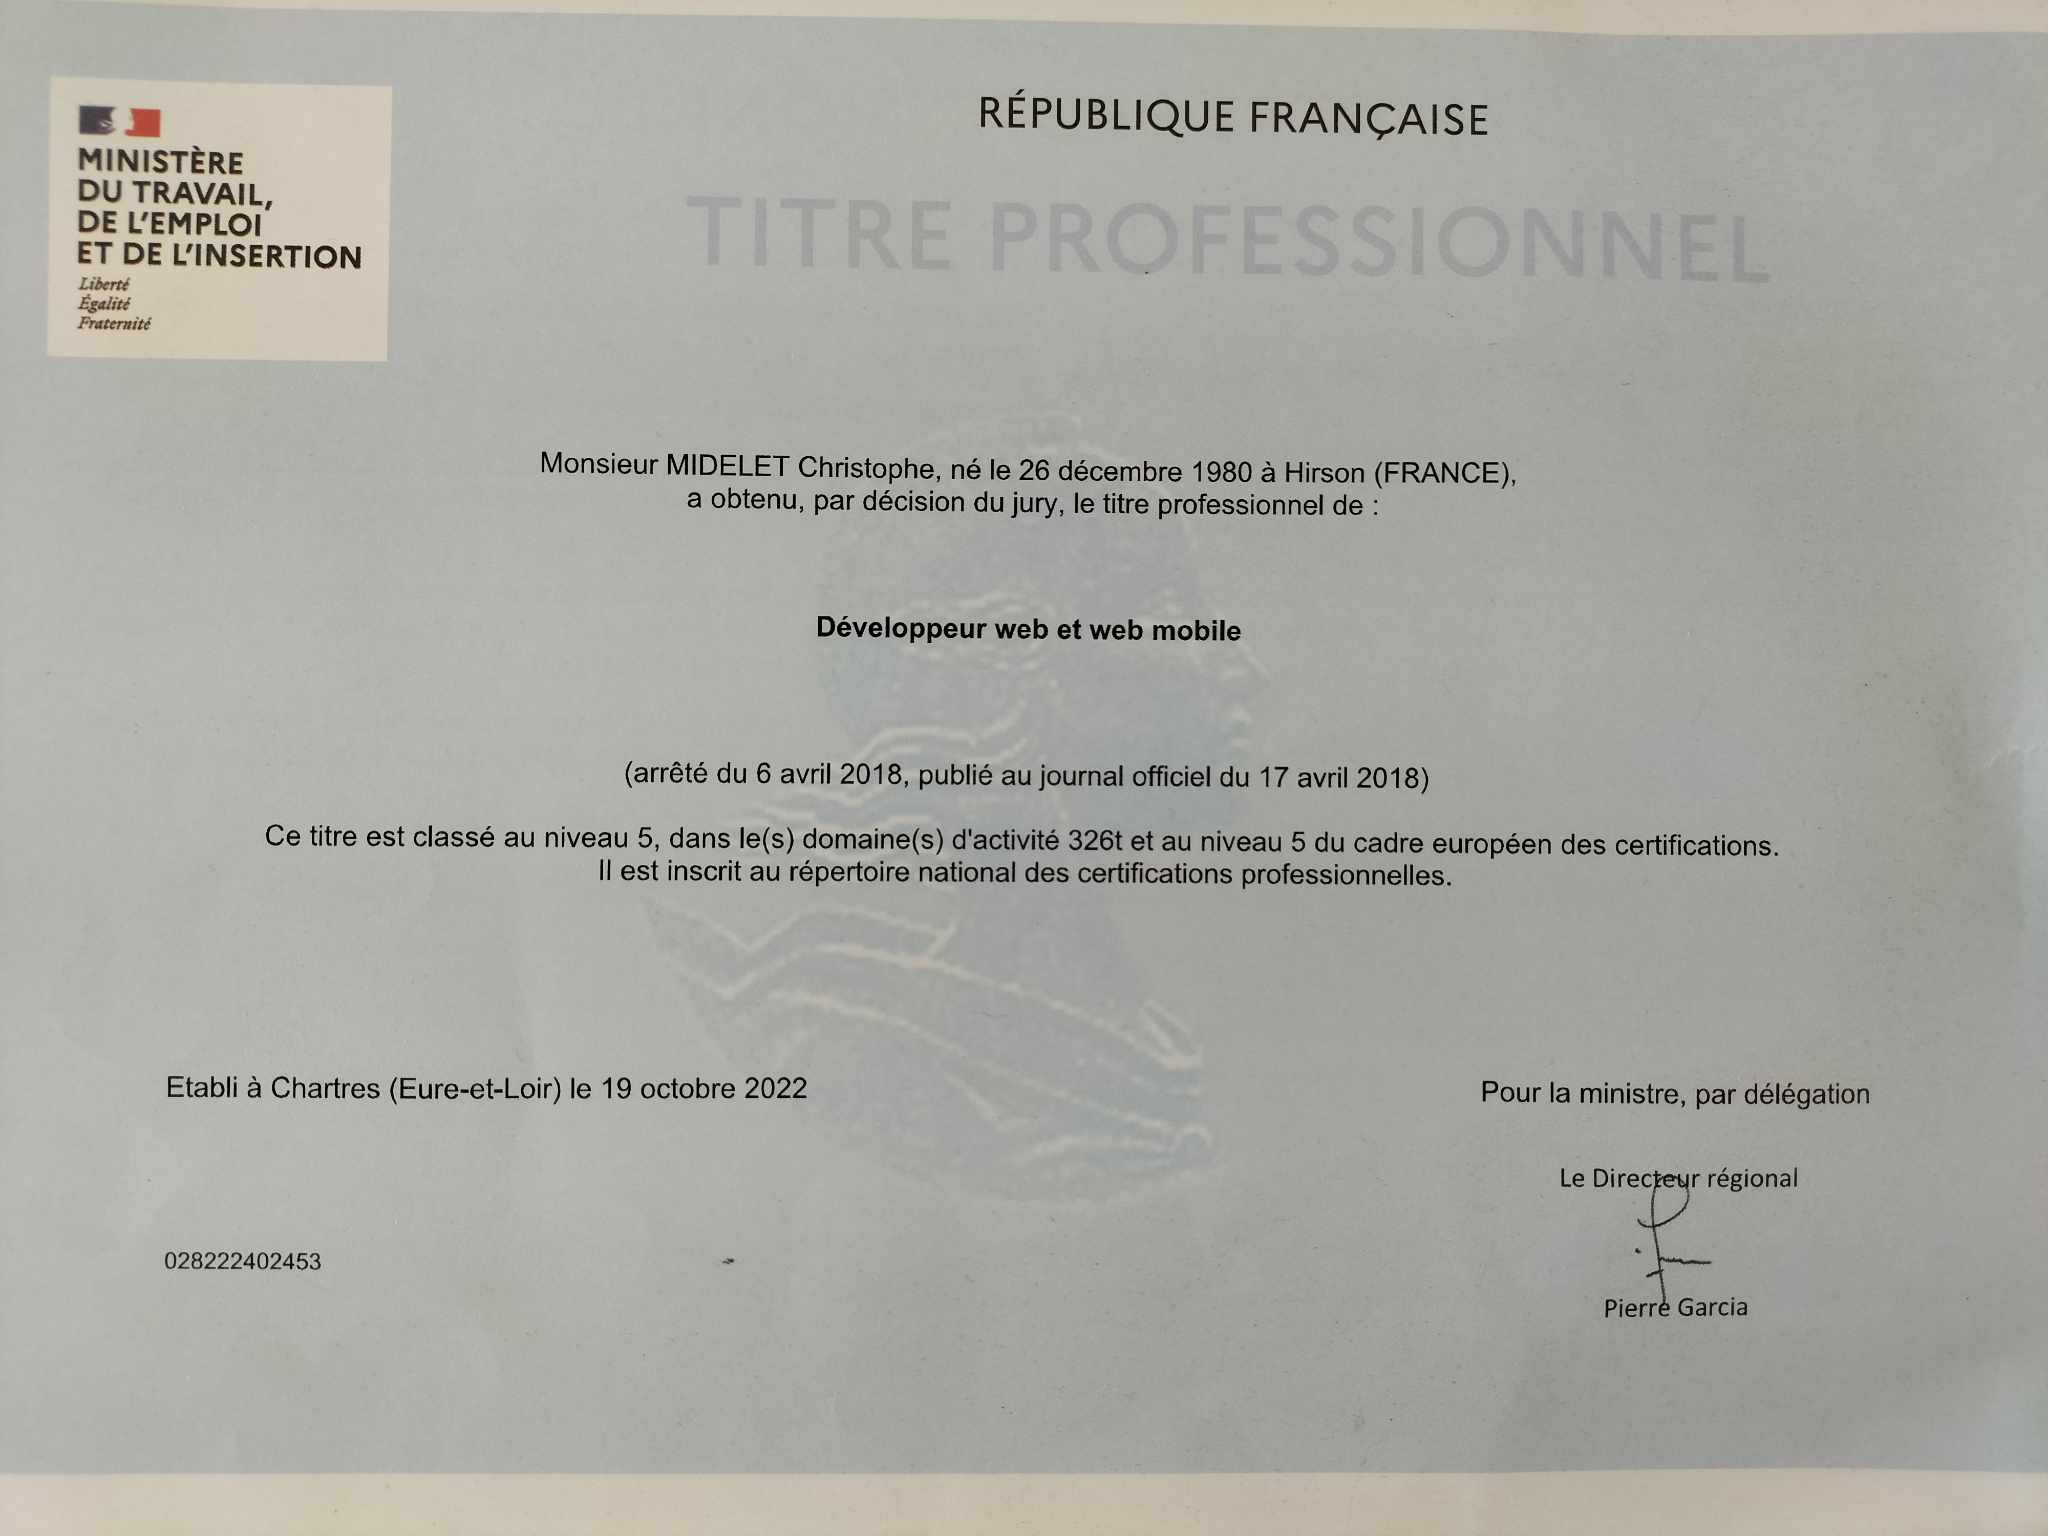 MINISTÈRE
DU TRAVAIL,
DE L'EMPLOI
ET DE L'INSERTION
Liberté
Égalité
Fraternité
RÉPUBLIQUE FRANÇAISE
TITRE PROFESSIONNEL
Monsieur MIDELET Christophe, né le 26 décembre 1980 à Hirson (FRANCE),
a obtenu, par décision du jury, le titre professionnel de :
Développeur web et web mobile
(arrêté du 6 avril 2018, publié au journal officiel du 17 avril 2018)
Ce titre est classé au niveau 5, dans le(s) domaine(s) d'activité 326t et au niveau 5 du cadre européen des certifications.
Il est inscrit au répertoire national des certifications professionnelles.
Etabli à Chartres (Eure-et-Loir) le 19 octobre 2022
Pour la ministre, par délégation
Le Directeur régional
028222402453
Pierre Garcia